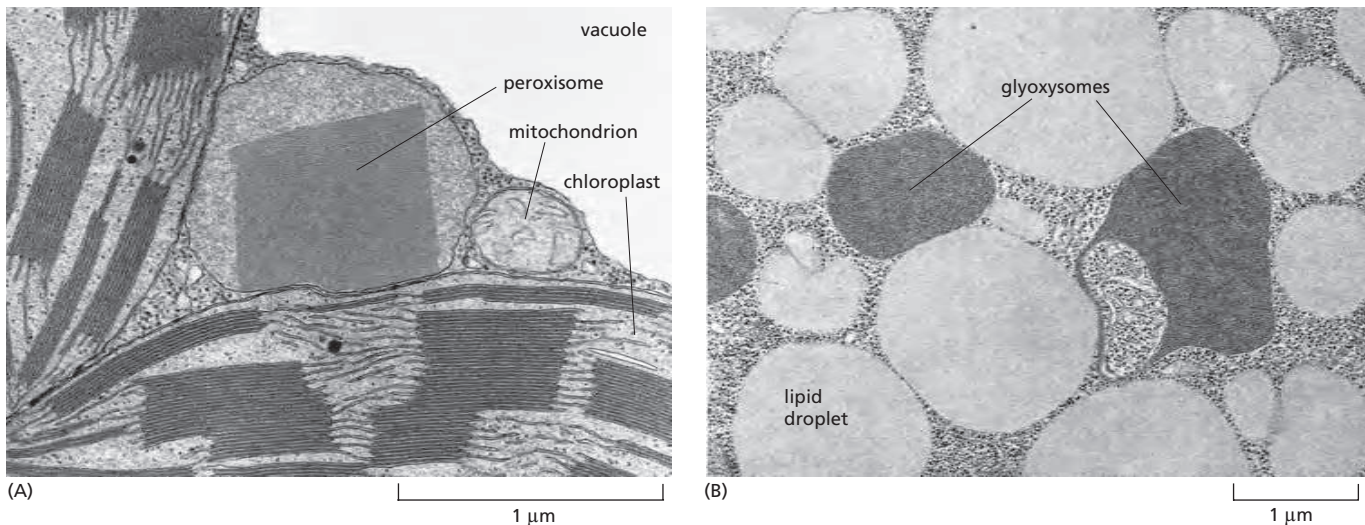 vacuole
peroxisome
mitochondrion
chloroplast
(A)
1 μm
glyoxysomes
lipid
droplet
(B)
1 μm